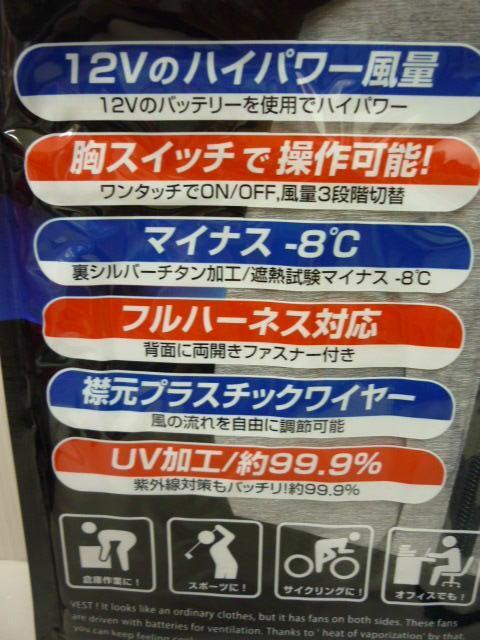 12Vのハイパワー風量
12Vのバッテリーを使用でハイパワー
胸スイッチで操作可能!
ワンタッチでON/OFF,風量3段階切替
マイナス -8℃
裏シルバーチタン加工/遮熱試験マイナス -8℃
フルハーネス対応
背面に両開きファスナー付き
襟元プラスチックワイヤー
風の流れを自由に調節可能
UV加工/約99.9%
紫外線対策もバッチリ!約99.9%
倉庫作業に! スポーツに! サイクリングに! オフィスでも!
VEST ! It looks like an ordinary clothes, but it has fans on both sides. These fans
are driven with batteries for ventilation. Thanks to " heat of vaporization" by that,
you can keep feeling